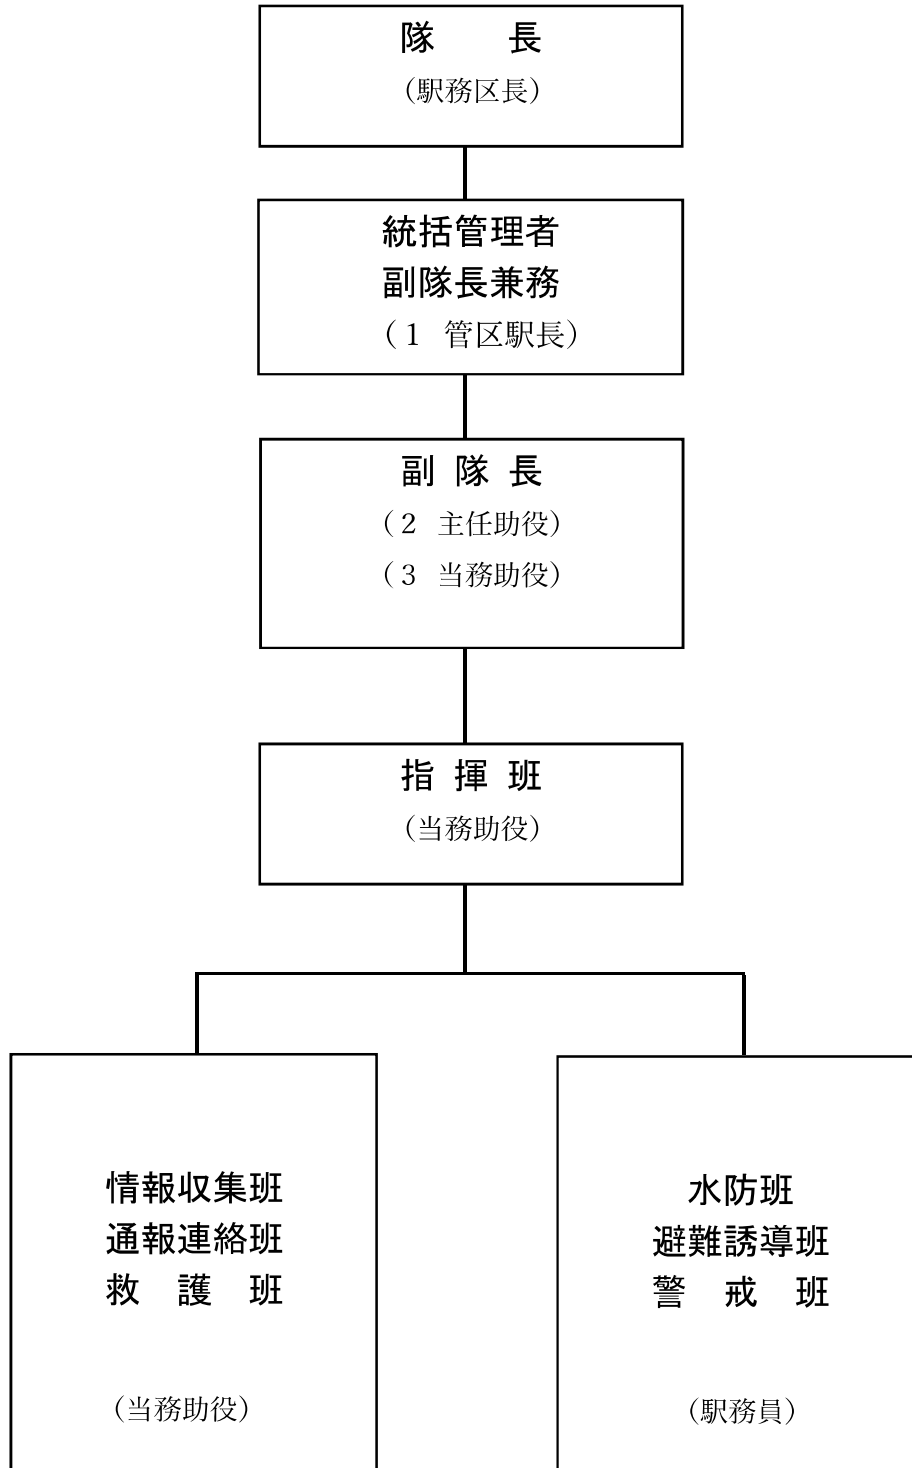 隊　　長
（駅務区長）
統括管理者
副隊長兼務
（１　管区駅長）
副 隊 長
（２　主任助役）
（３　当務助役）
指 揮 班
（当務助役）
情報収集班
通報連絡班
救　護　班
（当務助役）
水防班
避難誘導班
警　戒　班
（駅務員）